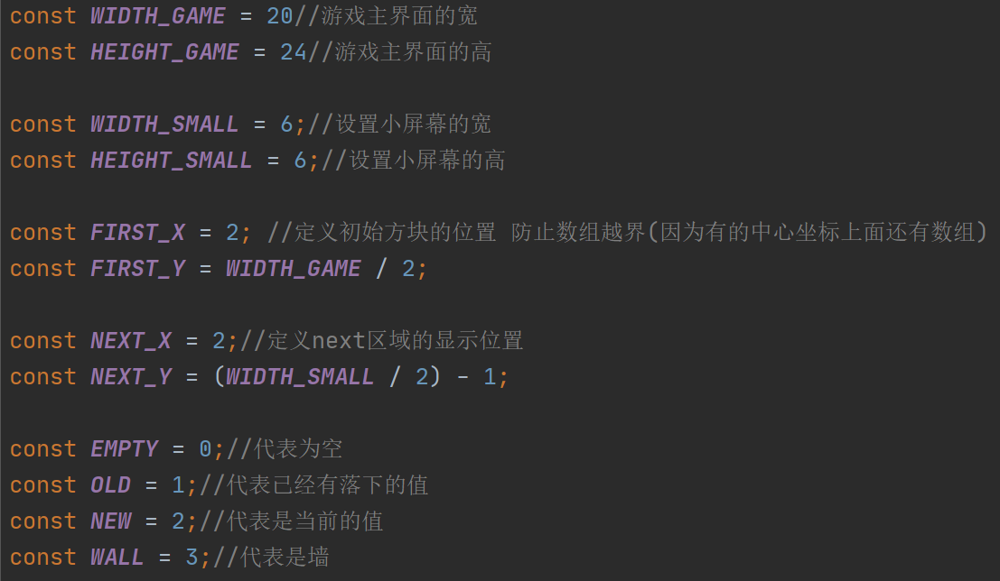 const WIDTH_GAME = 20//游戏主界面的宽
const HEIGHT_GAME = 24//游戏主界面的高
const WIDTH_SMALL = 6;//设置小屏幕的宽
const HEIGHT_SMALL = 6;//设置小屏幕的高
const FIRST_X = 2; //定义初始方块的位置 防止数组越界(因为有的中心坐标上面还有数组)
const FIRST_Y = WIDTH_GAME / 2;
const NEXT_X = 2;//定义next区域的显示位置
const NEXT_Y = (WIDTH_SMALL / 2) - 1;
const EMPTY = 0;//代表为空
const OLD = 1;//代表已经有落下的值
const NEW = 2;//代表是当前的值
const WALL = 3;//代表是墙